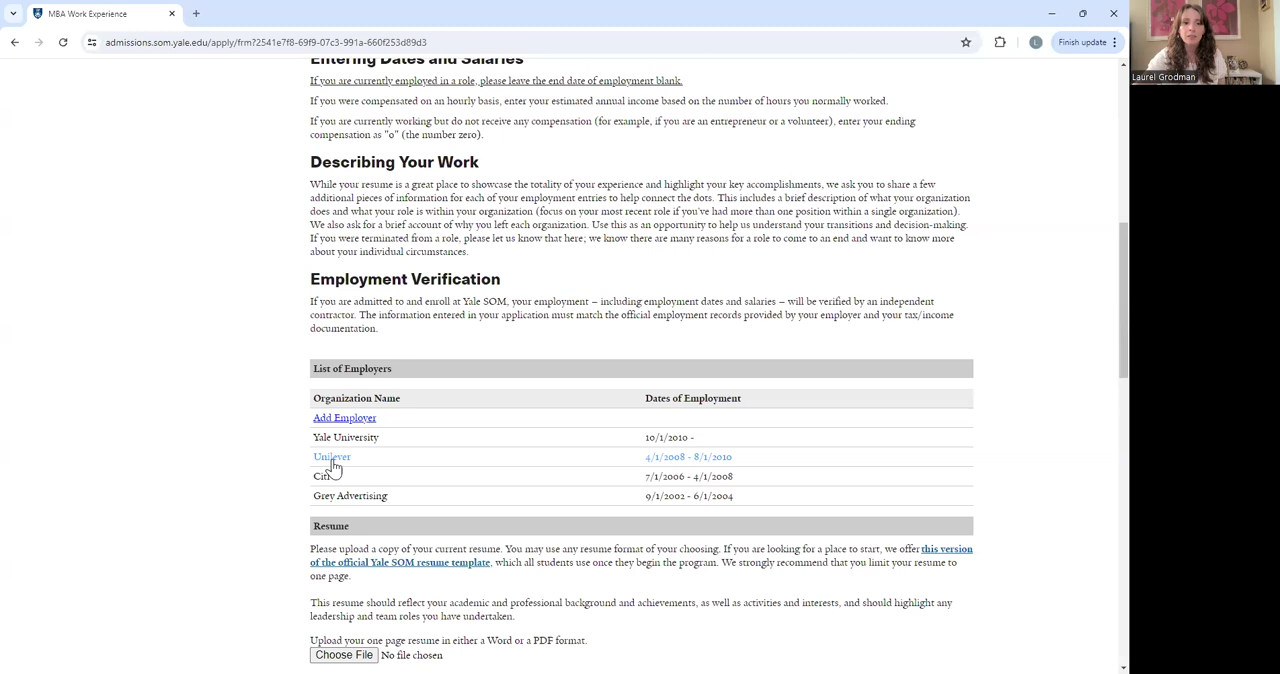 MBA Work Experience
admissions.som.yale.edu/apply/frm?2541e7f8-69f9-07c3-991a-660f253d89d3
L
Finish update
Laurel Grodman
Entering Dates and Salaries
If you are currently employed in a role, please leave the end date of employment blank.
If you were compensated on an hourly basis, enter your estimated annual income based on the number of hours you normally worked.
If you are currently working but do not receive any compensation (for example, if you are an entrepreneur or a volunteer), enter your ending
compensation as "0" (the number zero).
Describing Your Work
While your resume is a great place to showcase the totality of your experience and highlight your key accomplishments, we ask you to share a few
additional pieces of information for each of your employment entries to help connect the dots. This includes a brief description of what your organization
does and what your role is within your organization (focus on your most recent role if you've had more than one position within a single organization).
We also ask for a brief account of why you left each organization. Use this as an opportunity to help us understand your transitions and decision-making.
If you were terminated from a role, please let us know that here; we know there are many reasons for a role to come to an end and want to know more
about your individual circumstances.
Employment Verification
If you are admitted to and enroll at Yale SOM, your employment – including employment dates and salaries – will be verified by an independent
contractor. The information entered in your application must match the official employment records provided by your employer and your tax/income
documentation.
List of Employers
Organization Name Dates of Employment
Add Employer
Yale University 10/1/2010 -
Unilever 4/1/2008 - 8/1/2010
7/1/2006 - 4/1/2008
Grey Advertising 9/1/2002 - 6/1/2004
Resume
Please upload a copy of your current resume. You may use any resume format of your choosing. If you are looking for a place to start, we offer this version
of the official Yale SOM resume template, which all students use once they begin the program. We strongly recommend that you limit your resume to
one page.
This resume should reflect your academic and professional background and achievements, as well as activities and interests, and should highlight any
leadership and team roles you have undertaken.
Upload your one page resume in either a Word or a PDF format.
Choose File No file chosen